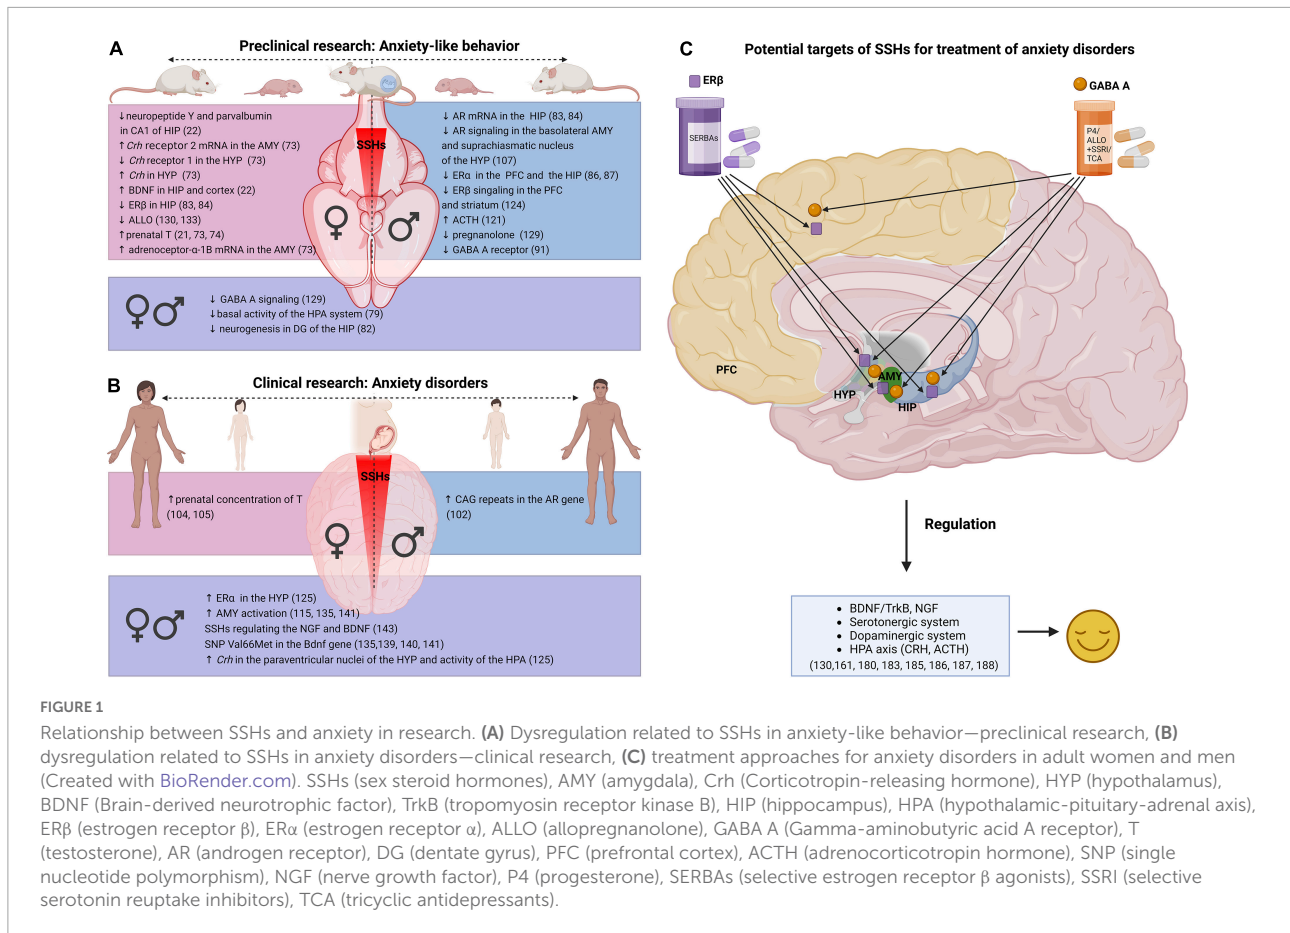 A
Preclinical research: Anxiety-like behavior
SSHs
↓neuropeptide Y and parvalbumin
in CA1 of HIP (22)
↑Crh receptor 2 mRNA in the AMY (73)
↓ Crh receptor 1 in the HYP (73)
↑ Crh in HYP (73)
↑ BDNF in HIP and cortex (22)
↓ ERβ in HIP (83, 84)
↓ ALLO (130, 133)
↑prenatal T (21, 73, 74)
↑ adrenoceptor-α-1B mRNA in the AMY (73)
↓ AR mRNA in the HIP (83, 84)
↓ AR signaling in the basolateral AMY
and suprachiasmatic nucleus
of the HYP (107)
↓ ERα in the PFC and the HIP (86, 87)
↓ ERβ singaling in the PFC
and striatum (124)
↑ ACTH (121)
↓ pregnanolone (129)
↓ GABA A receptor (91)
♀ ♂
♀♂
↓ GABA A signaling (129)
↓basal activity of the HPA system (79)
↓ neurogenesis in DG of the HIP (82)
B
Clinical research: Anxiety disorders
SSHs
↑prenatal concentration of T
(104, 105)
↑ CAG repeats in the AR gene
(102)
♀ ♂
♀♂
↑ ERα in the HYP (125)
↑ AMY activation (115, 135, 141)
SSHs regulating the NGF and BDNF (143)
SNP Val66Met in the Bdnf gene (135,139, 140, 141)
↑ Crh in the paraventricular nuclei of the HYP and activity of the HPA (125)
C
Potential targets of SSHs for treatment of anxiety disorders
ERβ
GABA A
SERBAs
P4/
ALLO
+SSRI/
TCA
PFC
HYP
AMY
HIP
Regulation
• BDNF/TrkB, NGF
• Serotonergic system
• Dopaminergic system
• HPA axis (CRH, ACTH)
(130,161, 180, 183, 185, 186, 187, 188)
FIGURE 1
Relationship between SSHs and anxiety in research. (A) Dysregulation related to SSHs in anxiety-like behavior—preclinical research, (B)
dysregulation related to SSHs in anxiety disorders—clinical research, (C) treatment approaches for anxiety disorders in adult women and men
(Created with BioRender.com). SSHs (sex steroid hormones), AMY (amygdala), Crh (Corticotropin-releasing hormone), HYP (hypothalamus),
BDNF (Brain-derived neurotrophic factor), TrkB (tropomyosin receptor kinase B), HIP (hippocampus), HPA (hypothalamic-pituitary-adrenal axis),
ERβ (estrogen receptor β), ERα (estrogen receptor α), ALLO (allopregnanolone), GABA A (Gamma-aminobutyric acid A receptor), T
(testosterone), AR (androgen receptor), DG (dentate gyrus), PFC (prefrontal cortex), ACTH (adrenocorticotropin hormone), SNP (single
nucleotide polymorphism), NGF (nerve growth factor), P4 (progesterone), SERBAs (selective estrogen receptor β agonists), SSRI (selective
serotonin reuptake inhibitors), TCA (tricyclic antidepressants).